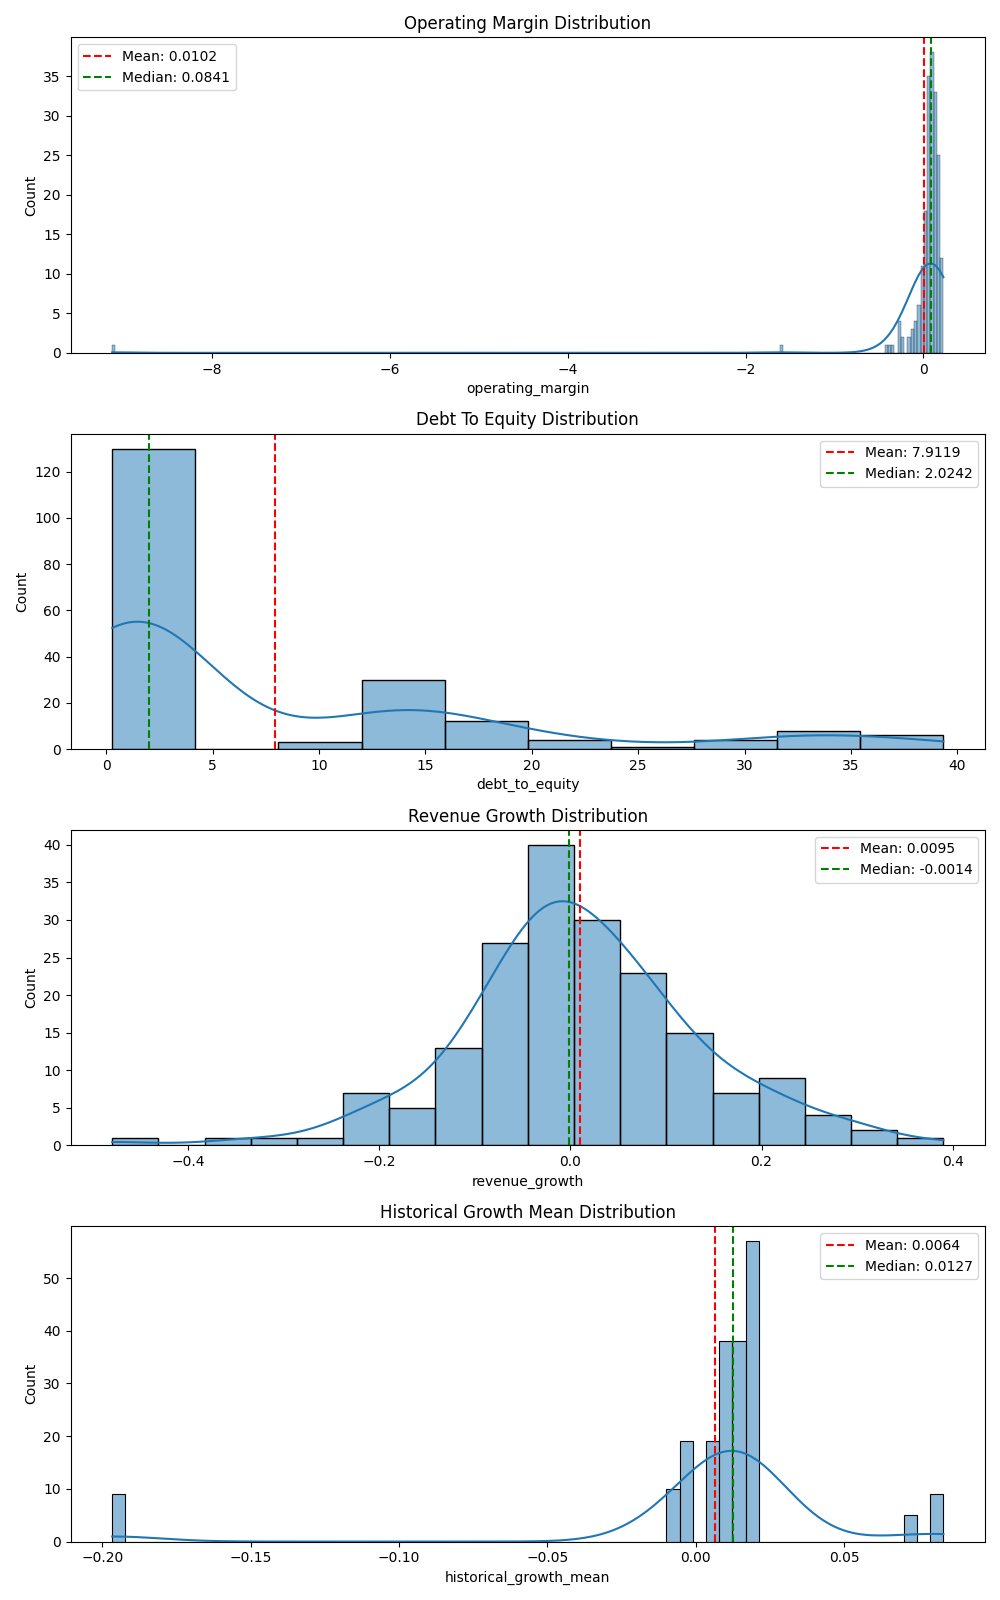 Operating Margin Distribution
Mean: 0.0102
Median: 0.0841
35
30
25
20
15
10
5
0
Count
−8 −6 −4 −2 0
operating_margin
Debt To Equity Distribution
Mean: 7.9119
Median: 2.0242
120
100
80
60
40
20
0
Count
0 5 10 15 20 25 30 35 40
debt_to_equity
Revenue Growth Distribution
Mean: 0.0095
Median: -0.0014
40
35
30
25
20
15
10
5
0
Count
−0.4 −0.2 0.0 0.2 0.4
revenue_growth
Historical Growth Mean Distribution
Mean: 0.0064
Median: 0.0127
50
40
30
20
10
0
Count
−0.20 −0.15 −0.10 −0.05 0.00 0.05
historical_growth_mean